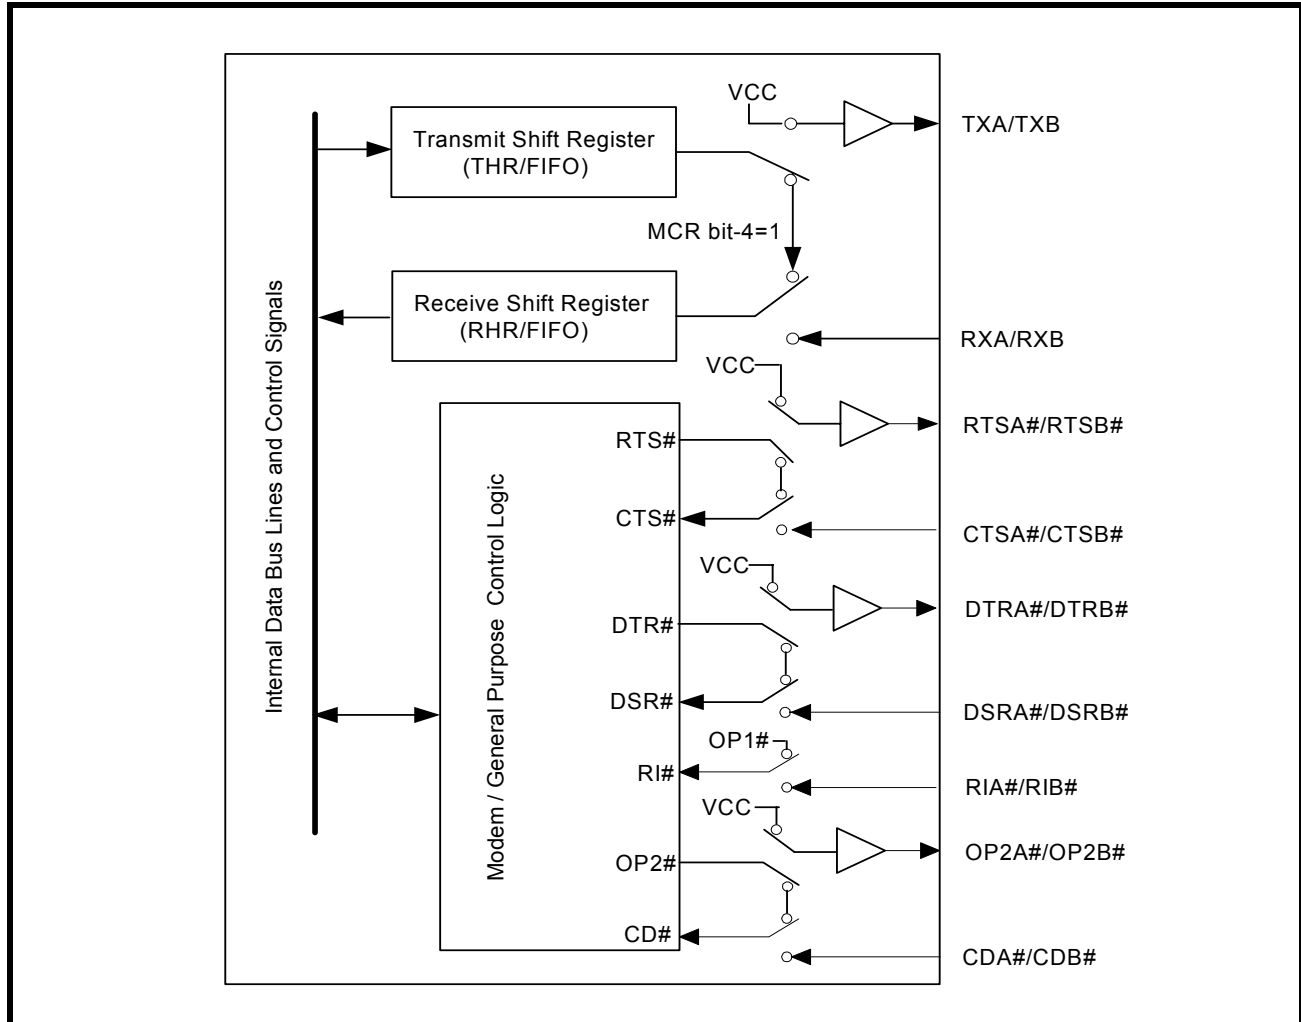 VCC
TXA/TXB
Transmit Shift Register
(THR/FIFO)
MCR bit-4=1
Receive Shift Register
(RHR/FIFO)
RXA/RXB
VCC
RTSA#/RTSB#
RTS#
CTS#
CTSA#/CTSB#
VCC
DTRA#/DTRB#
DTR#
DSR#
DSRA#/DSRB#
OP1#
RI#
RIA#/RIB#
VCC
OP2A#/OP2B#
OP2#
CD#
CDA#/CDB#
Internal Data Bus Lines and Control Signals
Modem / General Purpose Control Logic